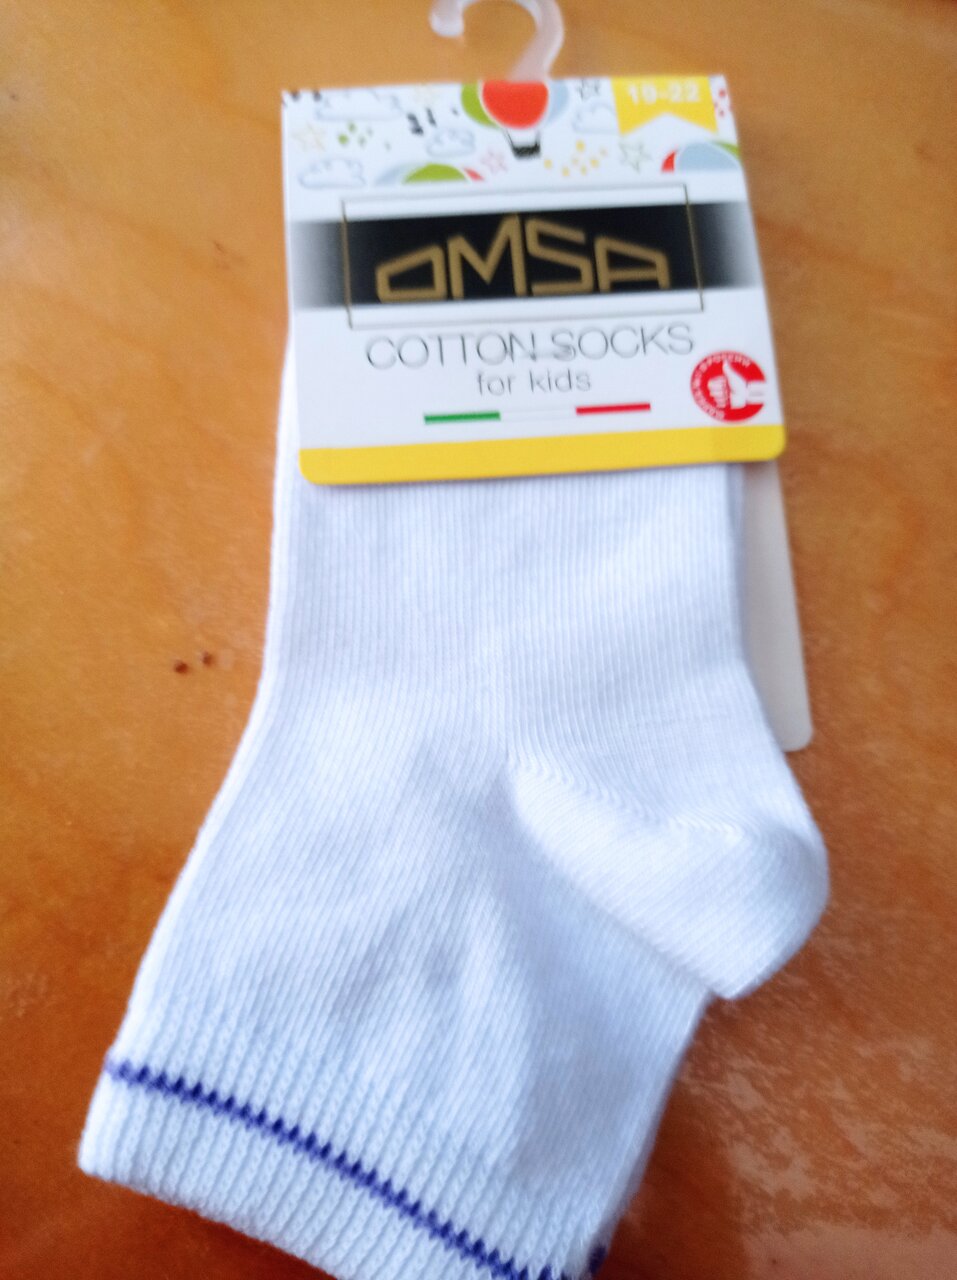 19-22
OMSA
COTTON SOCKS
for kids